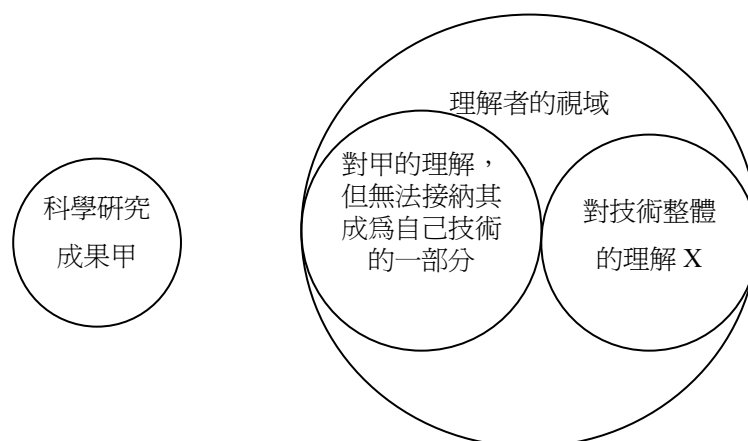 理解者的視域
科學研究
成果甲
對甲的理解，
但無法接納其
成爲自己技術
的一部分
對技術整體
的理解 X